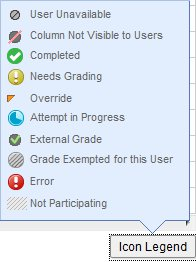 User Unavailable
Column Not Visible to Users
Completed
Needs Grading
Override
Attempt in Progress
External Grade
Grade Exempted for this User
Error
Not Participating
Icon Legend